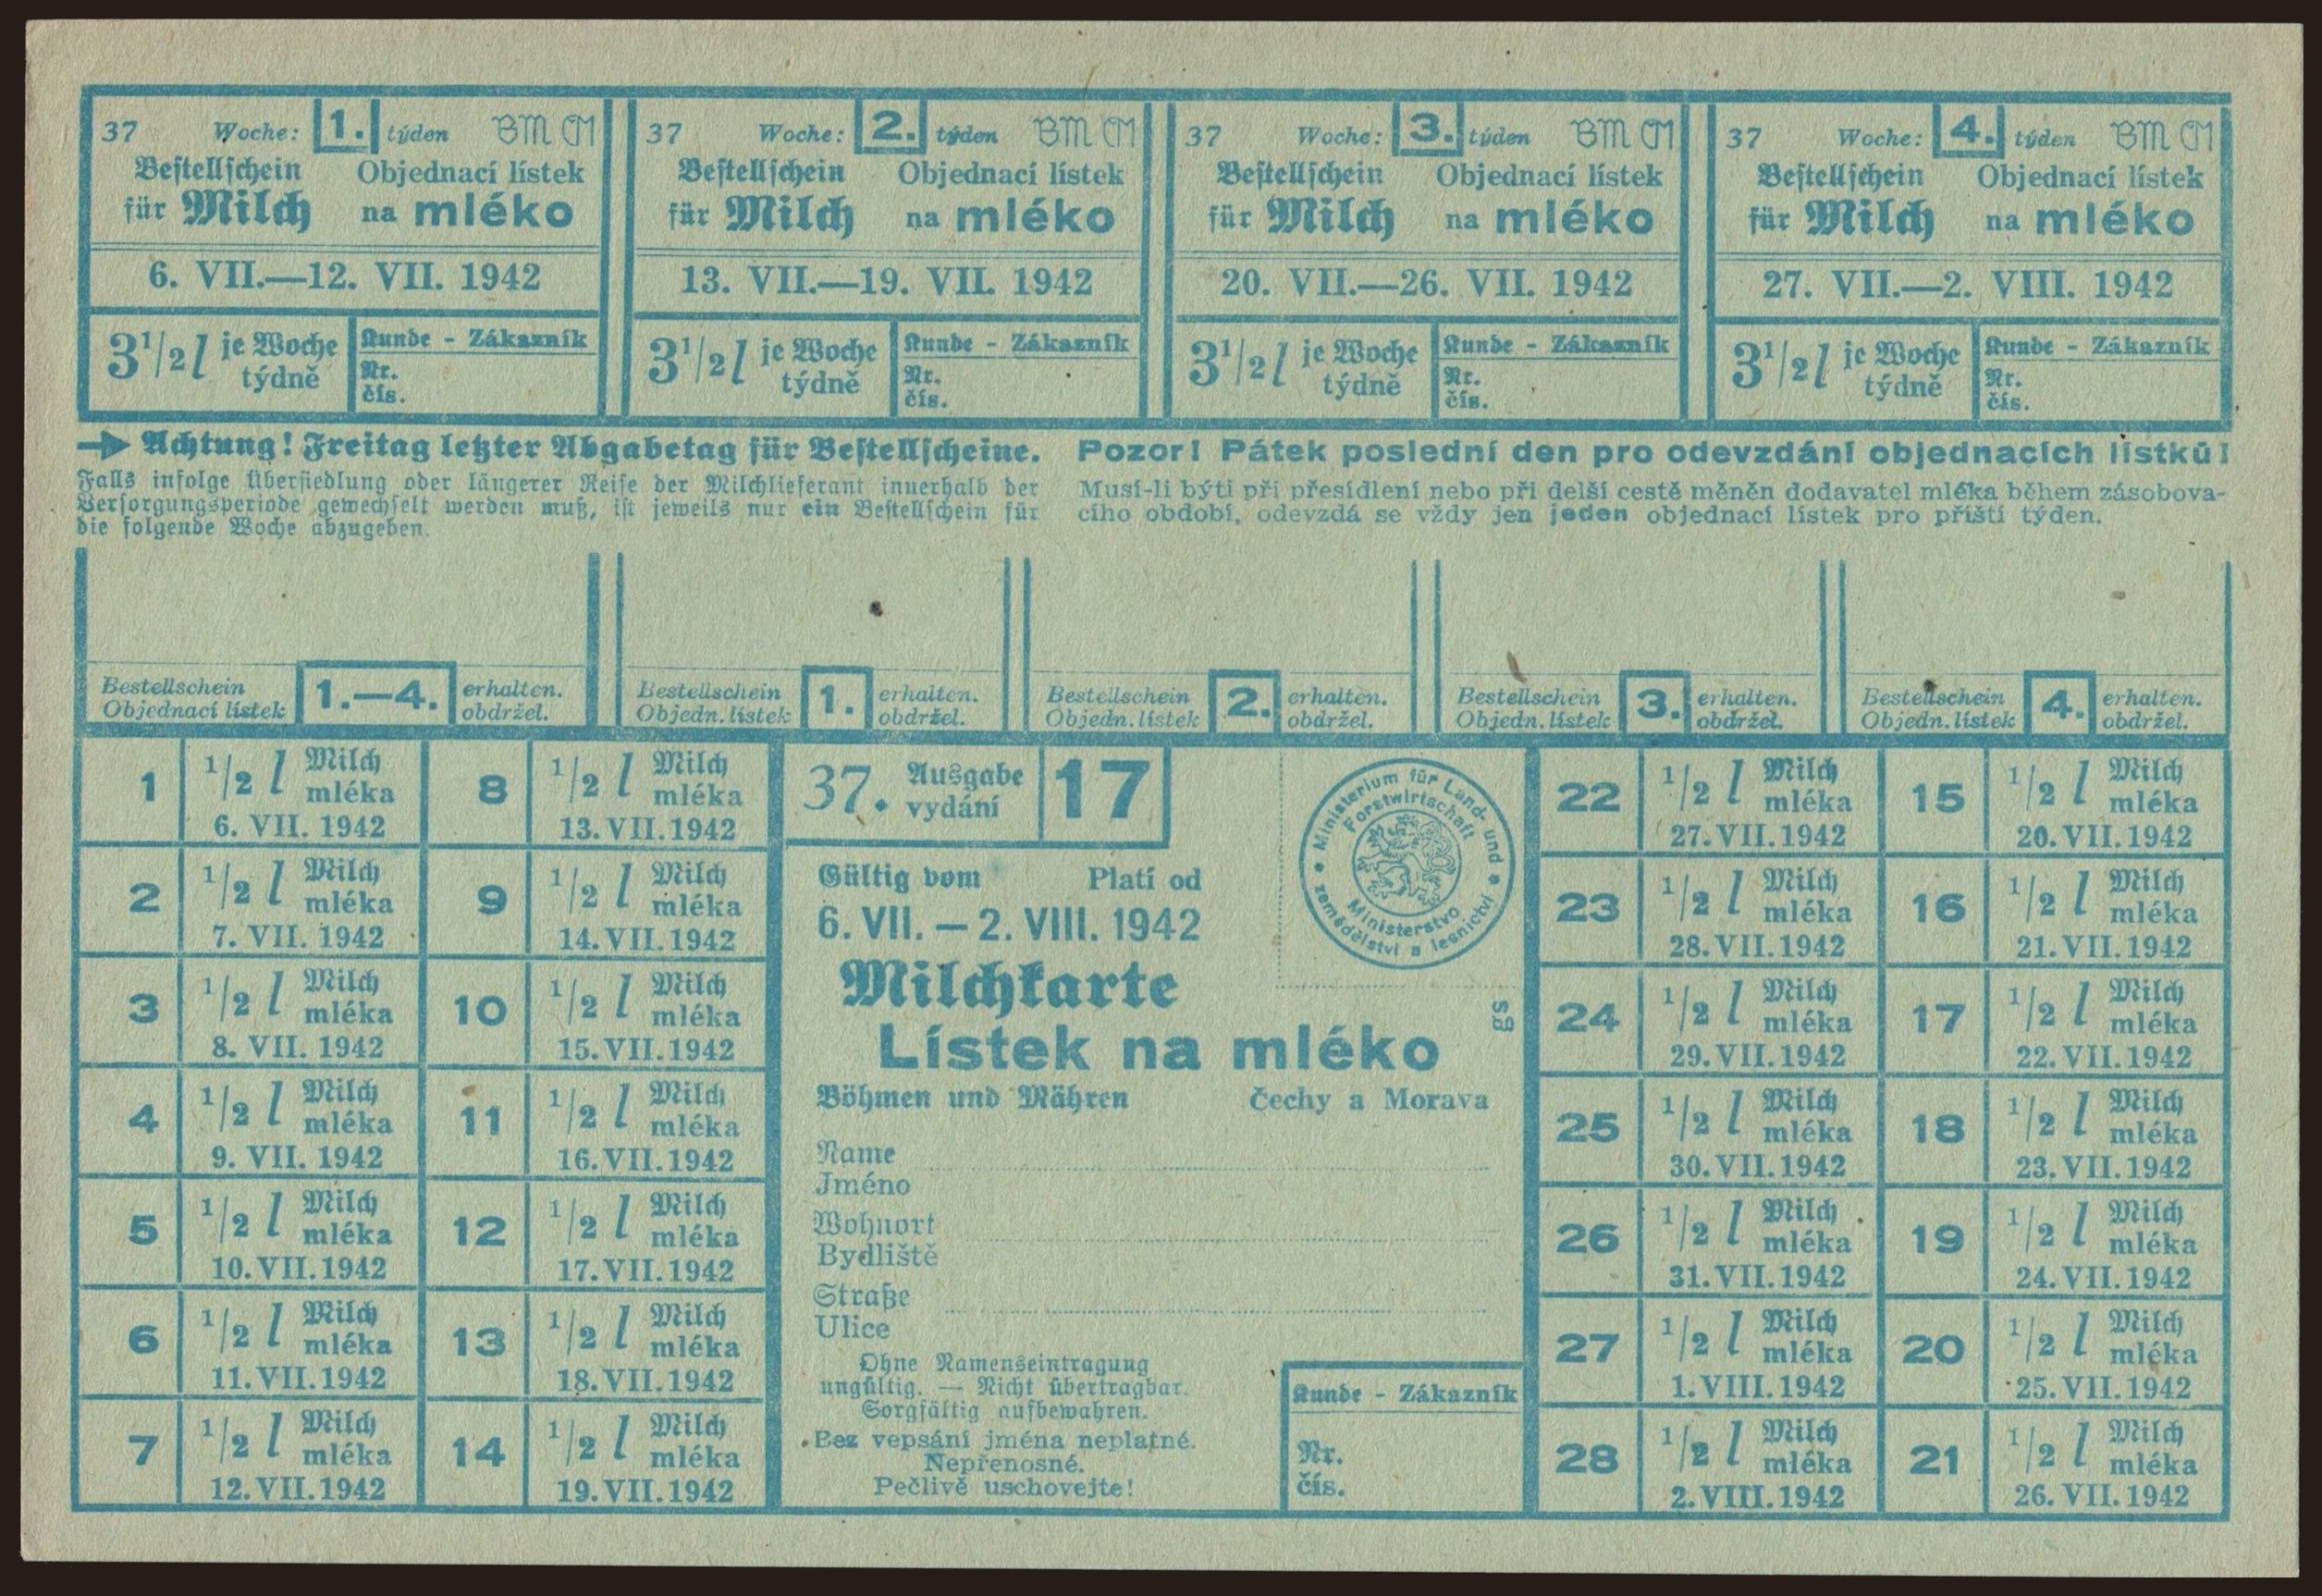 37 Woche: 1. týden BM ČM
Bestellschein Objednací lístek
für Milch na mléko
6. VII.—12. VII. 1942
3 1/2 l je Woche týdně
Kunde - Zákazník
Nr.
čís.
37 Woche: 2. týden BM ČM
Bestellschein Objednací lístek
für Milch na mléko
13. VII.—19. VII. 1942
3 1/2 l je Woche týdně
Kunde - Zákazník
Nr.
čís.
37 Woche: 3. týden BM ČM
Bestellschein Objednací lístek
für Milch na mléko
20. VII.—26. VII. 1942
3 1/2 l je Woche týdně
Kunde - Zákazník
Nr.
čís.
37 Woche: 4. týden BM ČM
Bestellschein Objednací lístek
für Milch na mléko
27. VII.—2. VIII. 1942
3 1/2 l je Woche týdně
Kunde - Zákazník
Nr.
čís.
Achtung! Freitag letzter Abgabetag für Bestellscheine.
Falls infolge Übersiedlung oder längerer Reise der Milchlieferant innerhalb der
Versorgungsperiode gewechselt werden muß, ist jeweils nur ein Bestellschein für
die folgende Woche abzugeben.
Pozor! Pátek poslední den pro odevzdání objednacích lístků!
Musí-li býti při přesídlení nebo při delší cestě měněn dodavatel mléka během zásobova-
cího období, odevzdá se vždy jen jeden objednací lístek pro příští týden.
Bestellschein 1.—4. erhalten.
Objednací lístek obdržel.
Bestellschein 1. erhalten.
Objedn. lístek obdržel.
Bestellschein 2. erhalten.
Objedn. lístek obdržel.
Bestellschein 3. erhalten.
Objedn. lístek obdržel.
Bestellschein 4. erhalten.
Objedn. lístek obdržel.
1 1/2 l Milch mléka 6. VII. 1942
2 1/2 l Milch mléka 7. VII. 1942
3 1/2 l Milch mléka 8. VII. 1942
4 1/2 l Milch mléka 9. VII. 1942
5 1/2 l Milch mléka 10. VII. 1942
6 1/2 l Milch mléka 11. VII. 1942
7 1/2 l Milch mléka 12. VII. 1942
8 1/2 l Milch mléka 13. VII. 1942
9 1/2 l Milch mléka 14. VII. 1942
10 1/2 l Milch mléka 15. VII. 1942
11 1/2 l Milch mléka 16. VII. 1942
12 1/2 l Milch mléka 17. VII. 1942
13 1/2 l Milch mléka 18. VII. 1942
14 1/2 l Milch mléka 19. VII. 1942
37. Ausgabe vydání 17
Ministerium für Land- und Forstwirtschaft
Ministerstvo zemědělství a lesnictví
Gültig vom Platí od
6. VII. — 2. VIII. 1942
Milchkarte
Lístek na mléko
sg
Böhmen und Mähren Čechy a Morava
Name
Jméno
Wohnort
Bydliště
Straße
Ulice
Ohne Namenseintragung
ungültig. — Nicht übertragbar.
Sorgfältig aufbewahren.
Bez vepsání jména neplatné.
Nepřenosné.
Pečlivě uschovejte!
Kunde - Zákazník
Nr.
čís.
22 1/2 l Milch mléka 27. VII. 1942
23 1/2 l Milch mléka 28. VII. 1942
24 1/2 l Milch mléka 29. VII. 1942
25 1/2 l Milch mléka 30. VII. 1942
26 1/2 l Milch mléka 31. VII. 1942
27 1/2 l Milch mléka 1. VIII. 1942
28 1/2 l Milch mléka 2. VIII. 1942
15 1/2 l Milch mléka 20. VII. 1942
16 1/2 l Milch mléka 21. VII. 1942
17 1/2 l Milch mléka 22. VII. 1942
18 1/2 l Milch mléka 23. VII. 1942
19 1/2 l Milch mléka 24. VII. 1942
20 1/2 l Milch mléka 25. VII. 1942
21 1/2 l Milch mléka 26. VII. 1942